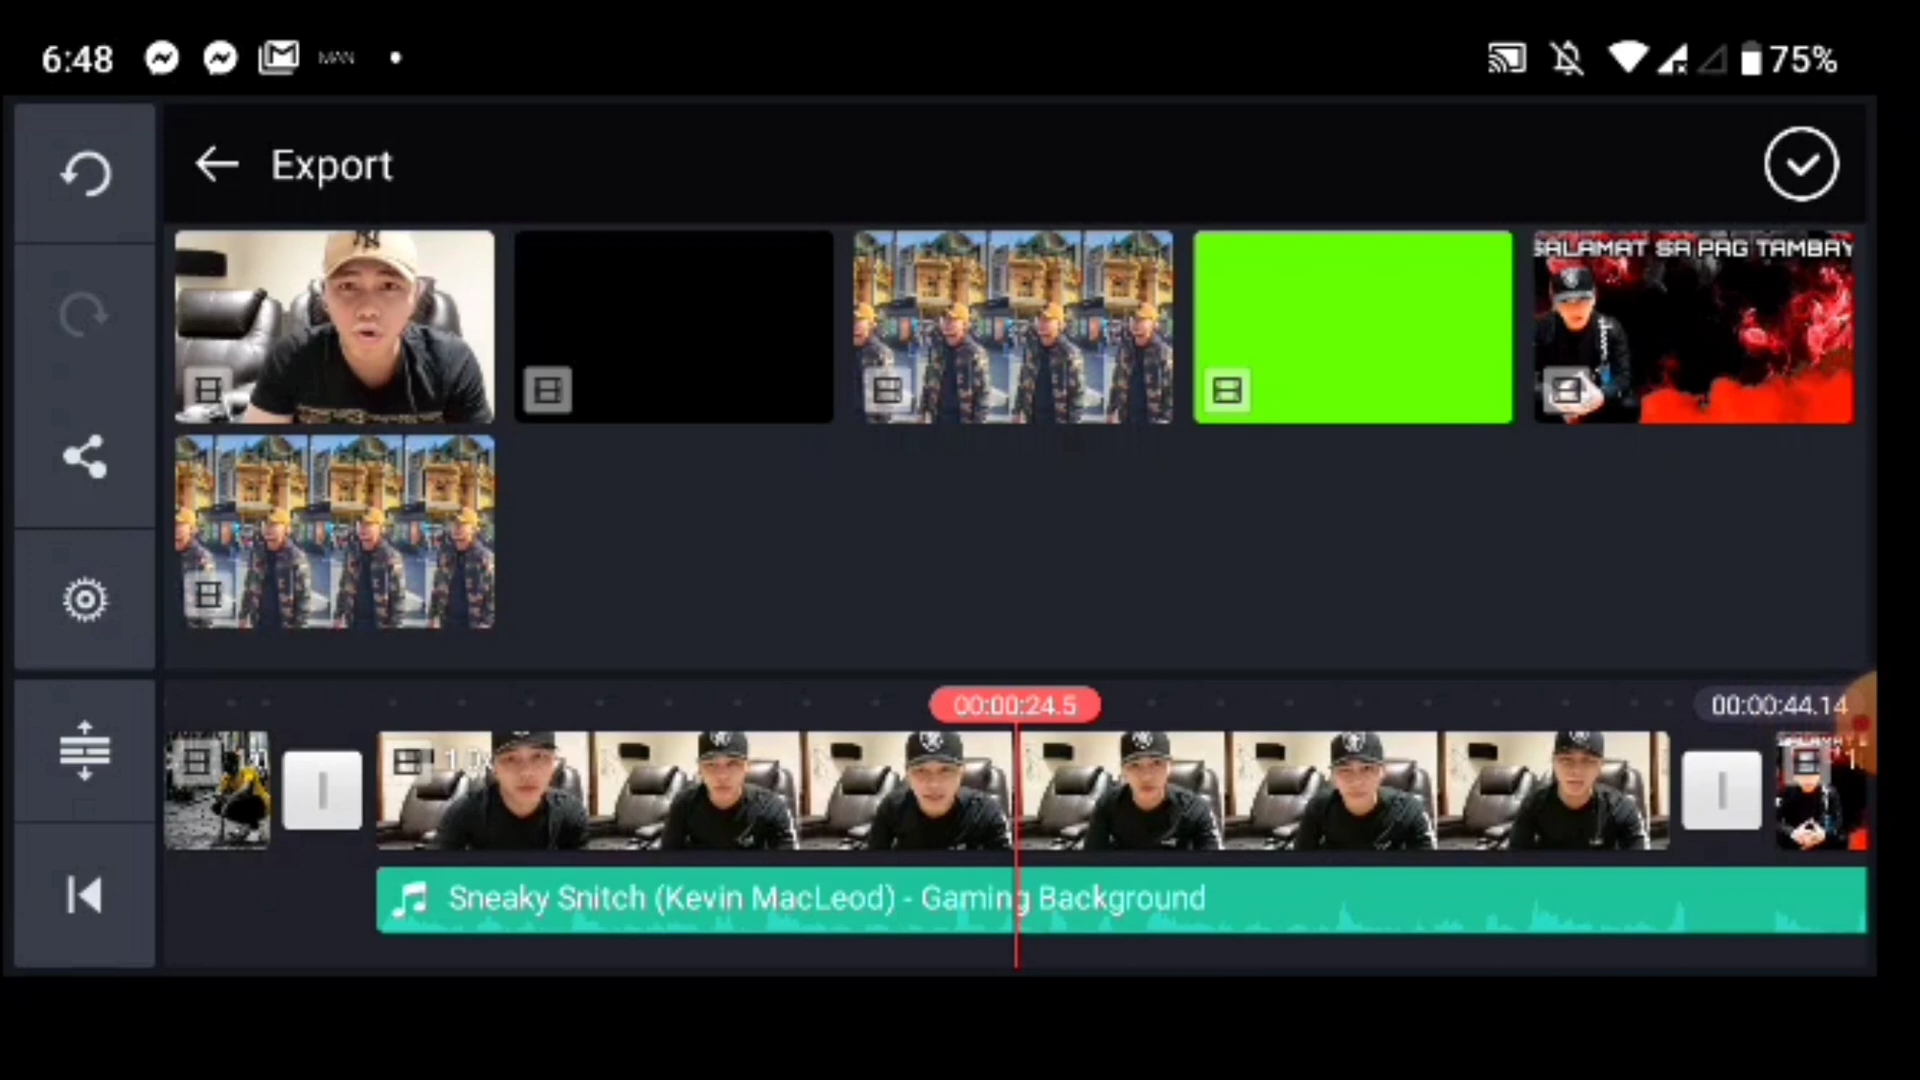 6:48
MAN
75%
Export
SALAMAT SA PAG TAMBAY
00:00:24.5
00:00:44.14
Sneaky Snitch (Kevin MacLeod) - Gaming Background